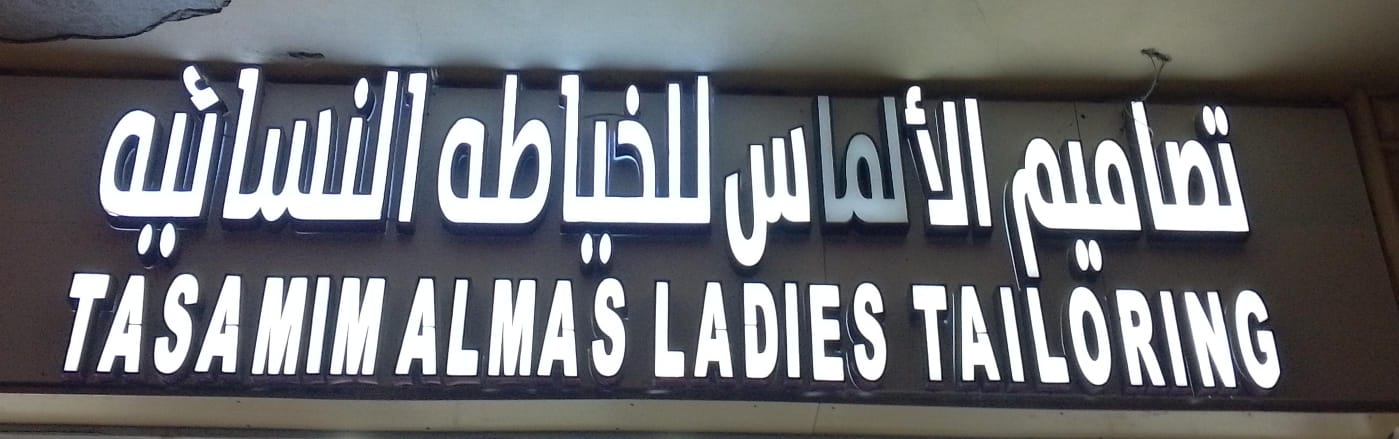 تصاميم الألماس للخياطه النسائيه
TASAMIM ALMAS LADIES TAILORING